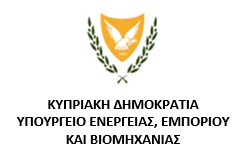 ΚΥΠΡΙΑΚΗ ΔΗΜΟΚΡΑΤΙΑ
ΥΠΟΥΡΓΕΙΟ ΕΝΕΡΓΕΙΑΣ, ΕΜΠΟΡΙΟΥ
ΚΑΙ ΒΙΟΜΗΧΑΝΙΑΣ